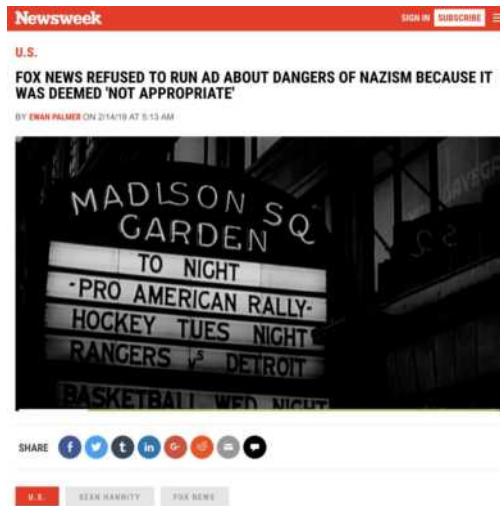 Newsweek
SIGN IN SUBSCRIBE
U.S.
FOX NEWS REFUSED TO RUN AD ABOUT DANGERS OF NAZISM BECAUSE IT
WAS DEEMED 'NOT APPROPRIATE'
BY EWAN PALMER ON 2/14/19 AT 5:13 AM
MADISON SQ
GARDEN
TO NIGHT
-PRO AMERICAN RALLY-
HOCKEY TUES NIGHT
RANGERS vs DETROIT
BASKETBALL WED NIGHT
SHARE
U.S. SEAN HANNITY FOX NEWS